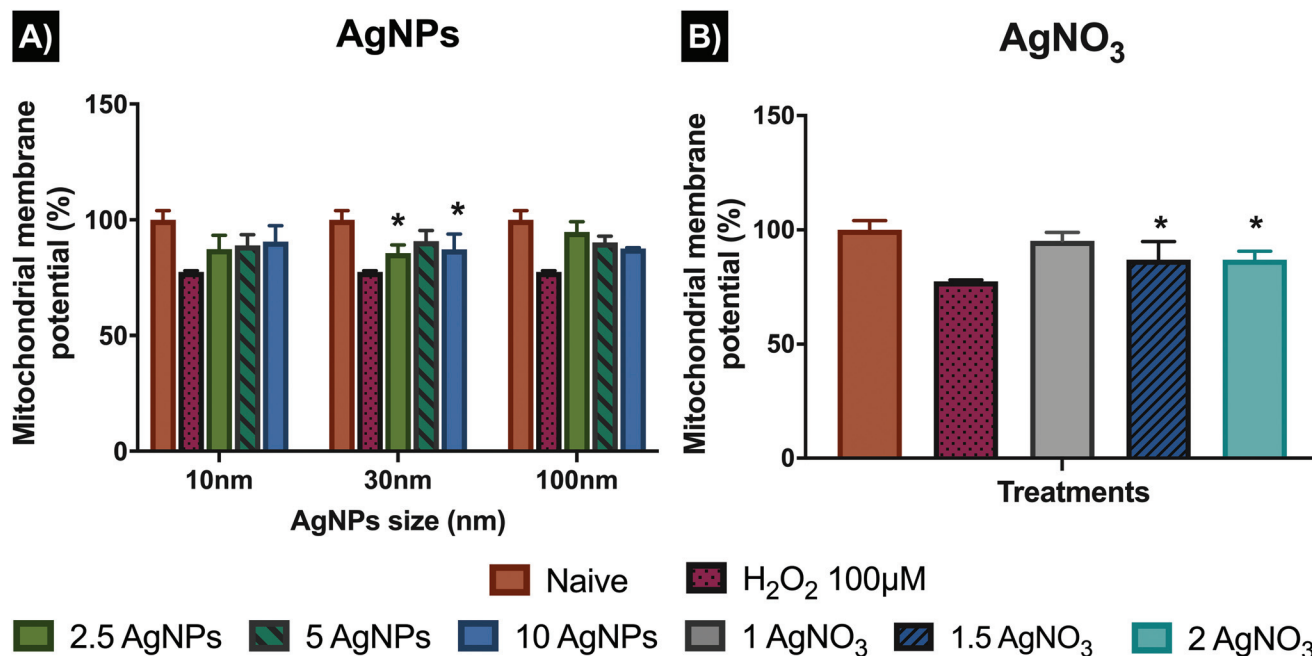 A)
AgNPs
Mitochondrial membrane
potential (%)
150
100
50
0
*
*
10nm
30nm
100nm
AgNPs size (nm)
B)
AgNO₃
Mitochondrial membrane
potential (%)
150
100
50
0
*
*
Treatments
Naive
H₂O₂ 100µM
2.5 AgNPs
5 AgNPs
10 AgNPs
1 AgNO₃
1.5 AgNO₃
2 AgNO₃